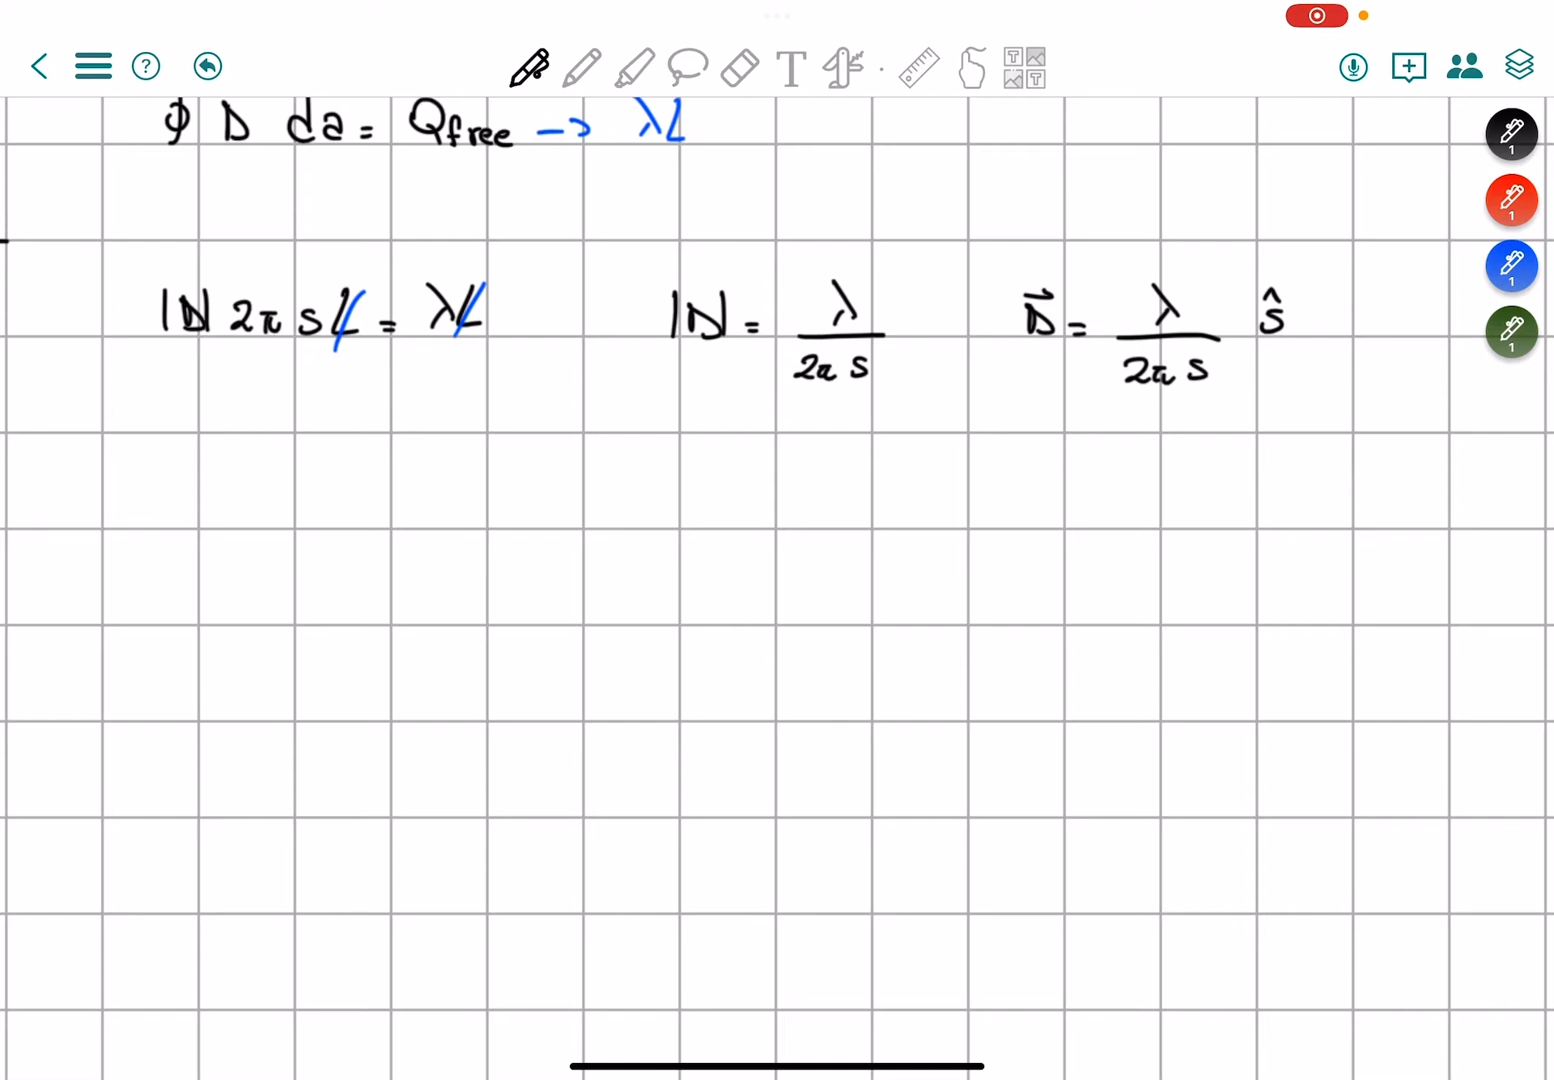 ∮ D da = Qfree → λL
|D| 2π s L = λL |D| = λ / 2π s D⃗ = λ / 2π s ŝ